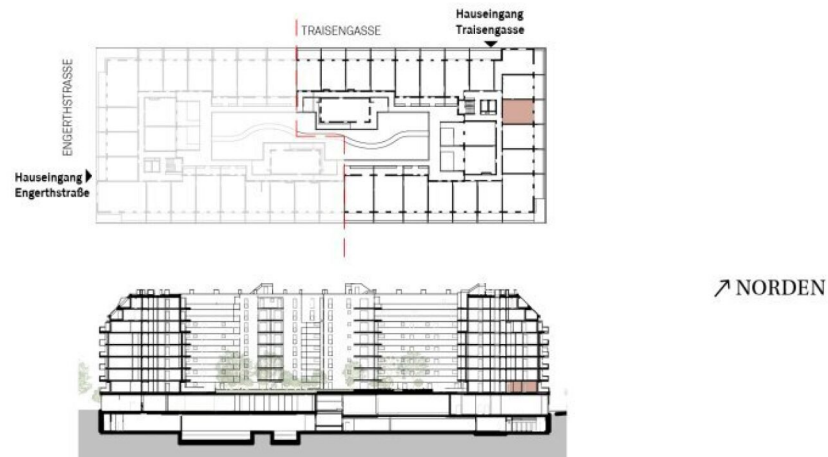 Hauseingang
Traisengasse
TRAISENGASSE
ENGERTHSTRASSE
Hauseingang
Engerthstraße
NORDEN